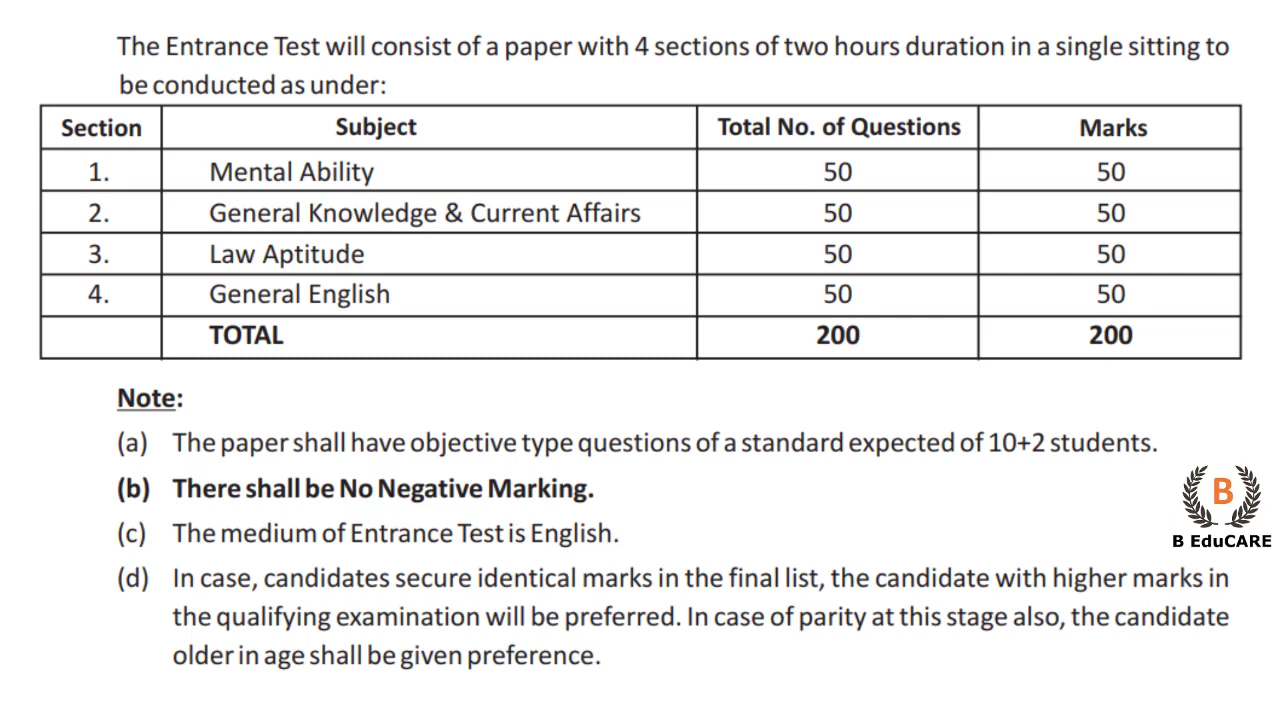 The Entrance Test will consist of a paper with 4 sections of two hours duration in a single sitting to
be conducted as under:
Section Subject Total No. of Questions Marks
1. Mental Ability 50 50
2. General Knowledge & Current Affairs 50 50
3. Law Aptitude 50 50
4. General English 50 50
TOTAL 200 200
Note:
(a) The paper shall have objective type questions of a standard expected of 10+2 students.
(b) There shall be No Negative Marking.
(c) The medium of Entrance Test is English.
(d) In case, candidates secure identical marks in the final list, the candidate with higher marks in
the qualifying examination will be preferred. In case of parity at this stage also, the candidate
older in age shall be given preference.
B
B EduCARE